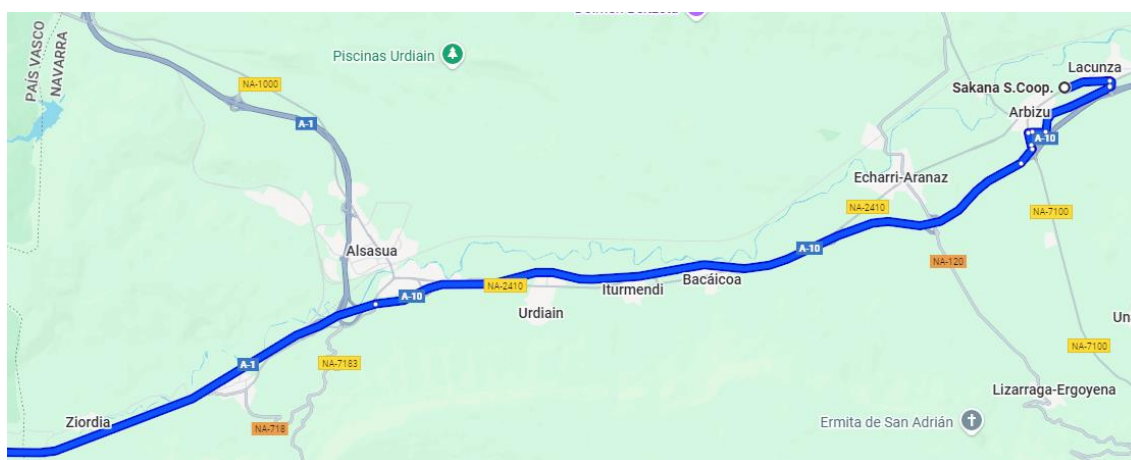 PAÍS VASCO
NAVARRA
Piscinas Urdiain
NA-1000
A-1
Lacunza
Sakana S.Coop.
Arbizu
A-10
Echarri-Aranaz
NA-2410
NA-7100
Alsasua
A-10
NA-120
A-10
NA-2410
Iturmendi
Bacáicoa
Urdiain
A-1
NA-7183
NA-7100
Lizarraga-Ergoyena
Ziordia
NA-718
Ermita de San Adrián